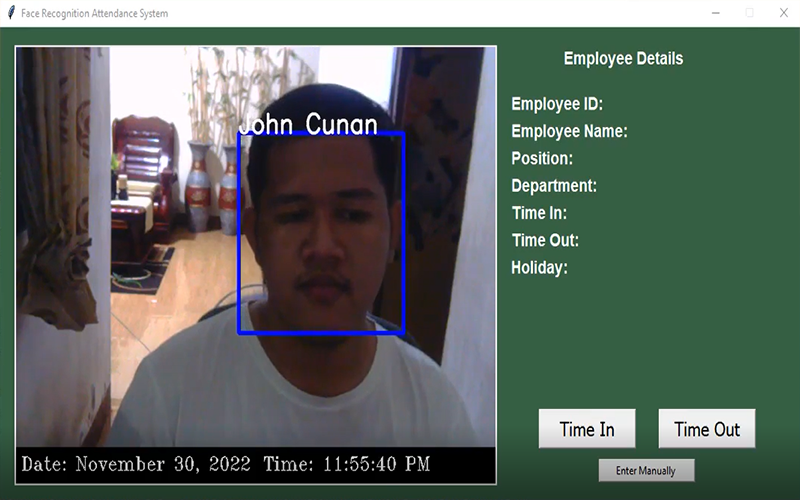 Face Recognition Attendance System
Employee Details
John Cunan
Employee ID:
Employee Name:
Position:
Department:
Time In:
Time Out:
Holiday:
Time In
Time Out
Enter Manually
Date: November 30, 2022 Time: 11:55:40 PM